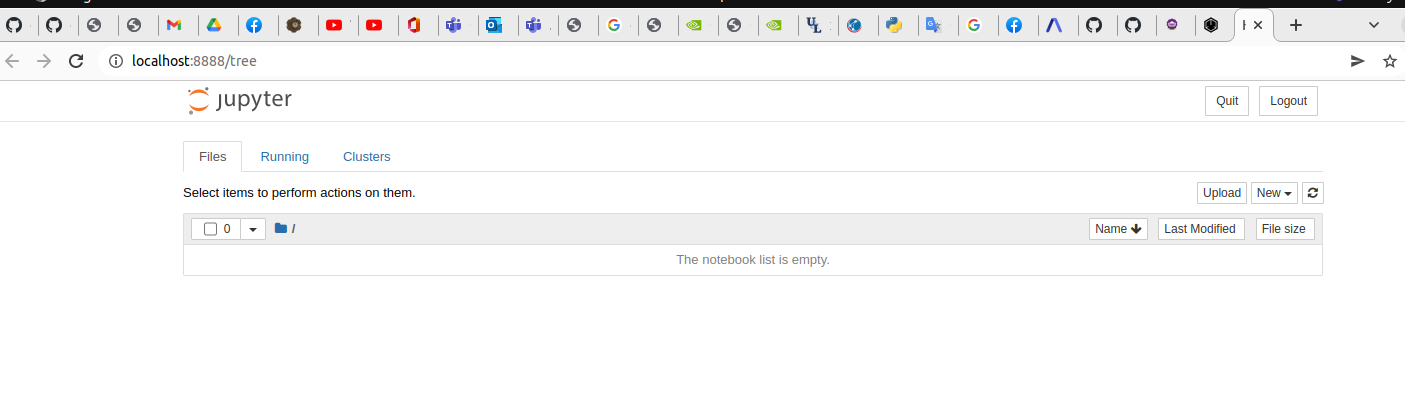 localhost:8888/tree
jupyter
Quit Logout
Files Running Clusters
Select items to perform actions on them.
Upload New
0 / Name Last Modified File size
The notebook list is empty.